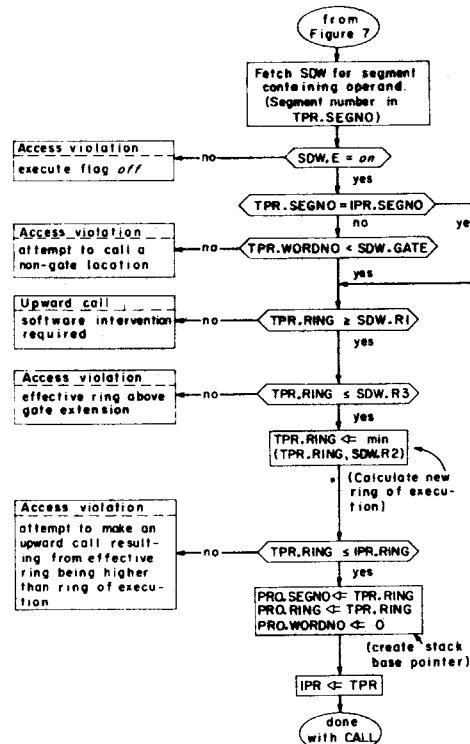 from
Figure 7
Fetch SDW for segment
containing operand.
(Segment number in
TPR.SEGNO)
Access violation
execute flag off
no
SDW.E = on
yes
TPR.SEGNO = IPR.SEGNO
no
yes
Access violation
attempt to call a
non-gate location
no
TPR.WORDNO < SDW.GATE
yes
Upward call
software intervention
required
no
TPR.RING ≥ SDW.R1
yes
Access violation
effective ring above
gate extension
no
TPR.RING ≤ SDW.R3
yes
TPR.RING ⇐ min
(TPR.RING, SDW.R2)
(Calculate new
ring of execu-
tion)
Access violation
attempt to make an
upward call result-
ing from effective
ring being higher
than ring of execu-
tion
no
TPR.RING ≤ IPR.RING
yes
PRO.SEGNO ⇐ TPR.RING
PRO.RING ⇐ TPR.RING
PRO.WORDNO ⇐ 0
(create stack
base pointer)
IPR ⇐ TPR
done
with CALL